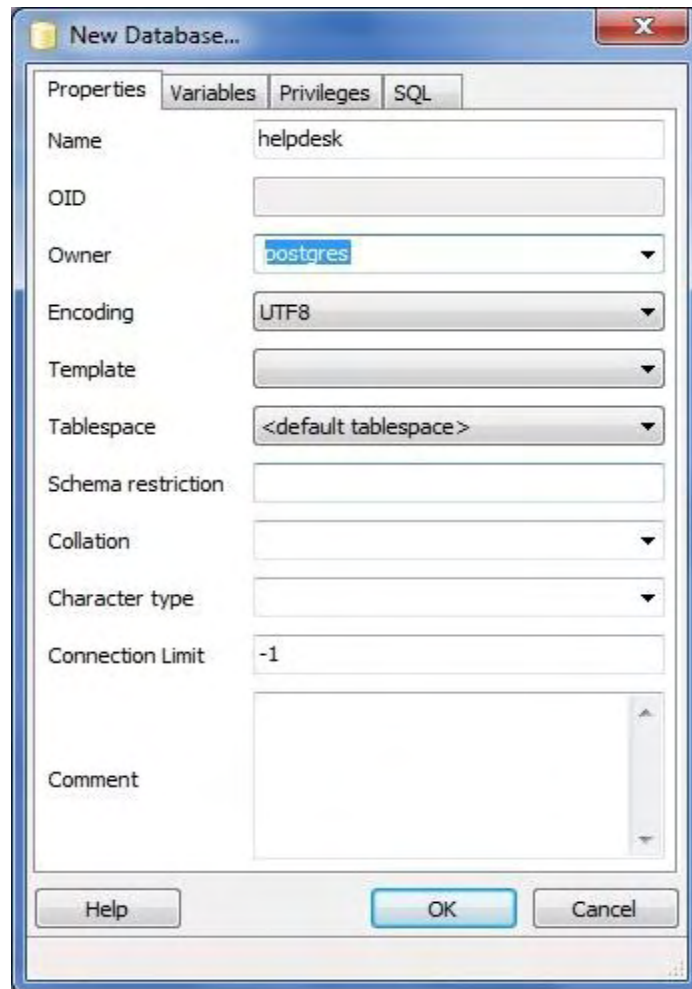 New Database...
Properties Variables Privileges SQL
Name helpdesk
OID
Owner postgres
Encoding UTF8
Template
Tablespace <default tablespace>
Schema restriction
Collation
Character type
Connection Limit -1
Comment
Help OK Cancel